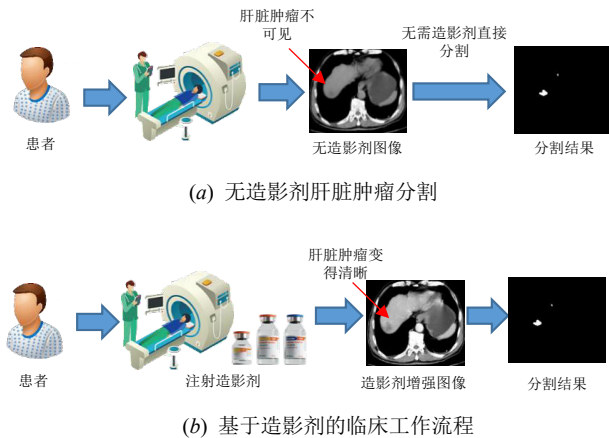 肝脏肿瘤不
可见
无需造影剂直接
分割
患者
无造影剂图像
分割结果
(a) 无造影剂肝脏肿瘤分割
肝脏肿瘤变
得清晰
患者
注射造影剂
造影剂增强图像
分割结果
(b) 基于造影剂的临床工作流程